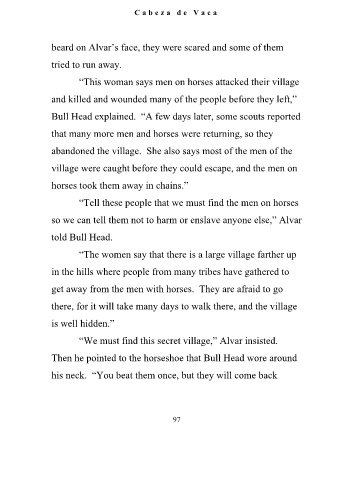 Cabeza de Vaca
beard on Alvar's face, they were scared and some of them
tried to run away.
"This woman says men on horses attacked their village
and killed and wounded many of the people before they left,"
Bull Head explained.  "A few days later, some scouts reported
that many more men and horses were returning, so they
abandoned the village.  She also says most of the men of the
village were caught before they could escape, and the men on
horses took them away in chains."
"Tell these people that we must find the men on horses
so we can tell them not to harm or enslave anyone else," Alvar
told Bull Head.
"The women say that there is a large village farther up
in the hills where people from many tribes have gathered to
get away from the men with horses.  They are afraid to go
there, for it will take many days to walk there, and the village
is well hidden."
"We must find this secret village," Alvar insisted.
Then he pointed to the horseshoe that Bull Head wore around
his neck.  "You beat them once, but they will come back
97